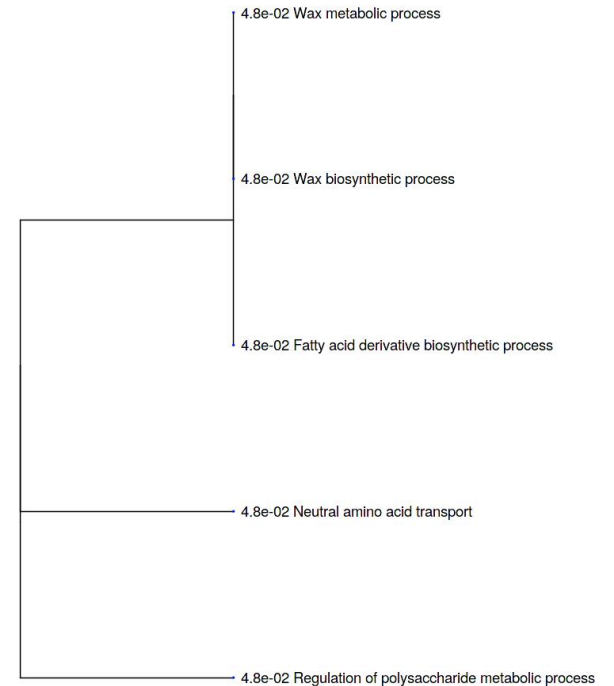 4.8e-02 Wax metabolic process
4.8e-02 Wax biosynthetic process
4.8e-02 Fatty acid derivative biosynthetic process
4.8e-02 Neutral amino acid transport
4.8e-02 Regulation of polysaccharide metabolic process